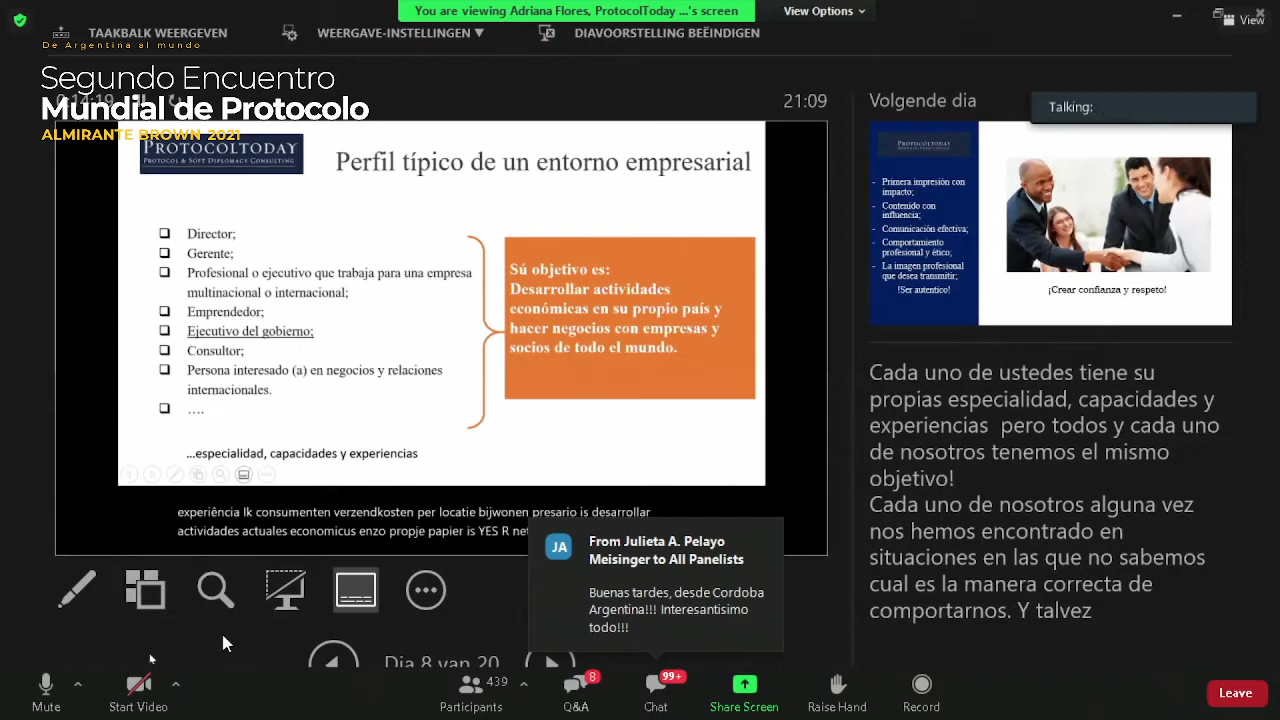 You are viewing Adriana Flores, ProtocolToday ...'s screen
View Options
View
TAAKBALK WEERGEVEN
WEERGAVE-INSTELLINGEN
DIAVOORSTELLING BEËINDIGEN
De Argentina al mundo
Segundo Encuentro
Mundial de Protocolo
ALMIRANTE BROWN 2021
0:14:19
21:09
Volgende dia
Talking:
PROTOCOLTODAY
PROTOCOL & SOFT DIPLOMACY CONSULTING
Perfil típico de un entorno empresarial
Director;
Gerente;
Profesional o ejecutivo que trabaja para una empresa
multinacional o internacional;
Emprendedor;
Ejecutivo del gobierno;
Consultor;
Persona interesado (a) en negocios y relaciones
internacionales.
….
Sú objetivo es:
Desarrollar actividades
económicas en su propio país y
hacer negocios con empresas y
socios de todo el mundo.
...especialidad, capacidades y experiencias
experiência Ik consumenten verzendkosten per locatie bijwonen presario is desarrollar
actividades actuales economicus enzo propje papier is YES R
PROTOCOLTODAY
- Primera impresión con
impacto;
- Contenido con
influencia;
- Comunicación efectiva;
- Comportamiento
profesional y ético;
- La imagen profesional
que desea transmitir.
!Ser autentico!
¡Crear confianza y respeto!
Cada uno de ustedes tiene su
propias especialidad, capacidades y
experiencias pero todos y cada uno
de nosotros tenemos el mismo
objetivo!
Cada uno de nosotros alguna vez
nos hemos encontrado en
situaciones en las que no sabemos
cual es la manera correcta de
comportarnos. Y talvez
JA
From Julieta A. Pelayo
Meisinger to All Panelists
Buenas tardes, desde Cordoba
Argentina!!! Interesantisimo
todo!!!
Dia 8 van 20
Mute
Start Video
439
Participants
8
Q&A
99+
Chat
Share Screen
Raise Hand
Record
Leave